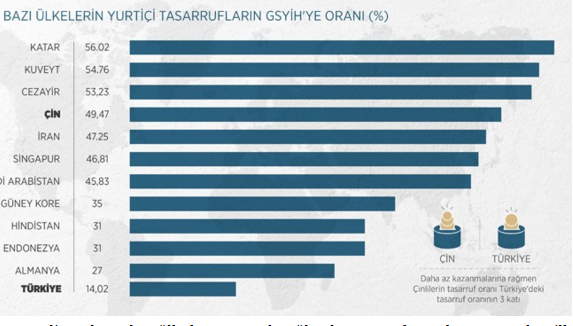 BAZI ÜLKELERİN YURTİÇİ TASARRUFLARIN GSYİH'YE ORANI (%)
KATAR 56.02
KUVEYT 54.76
CEZAYİR 53,23
ÇİN 49,47
İRAN 47.25
SİNGAPUR 46,81
Dİ ARABİSTAN 45,83
GÜNEY KORE 35
HİNDİSTAN 31
ENDONEZYA 31
ALMANYA 27
TÜRKİYE 14,02
ÇİN TÜRKİYE
Daha az kazanmalarına rağmen
Çinlilerin tasarruf oranı Türkiye'deki
tasarruf oranının 3 katı